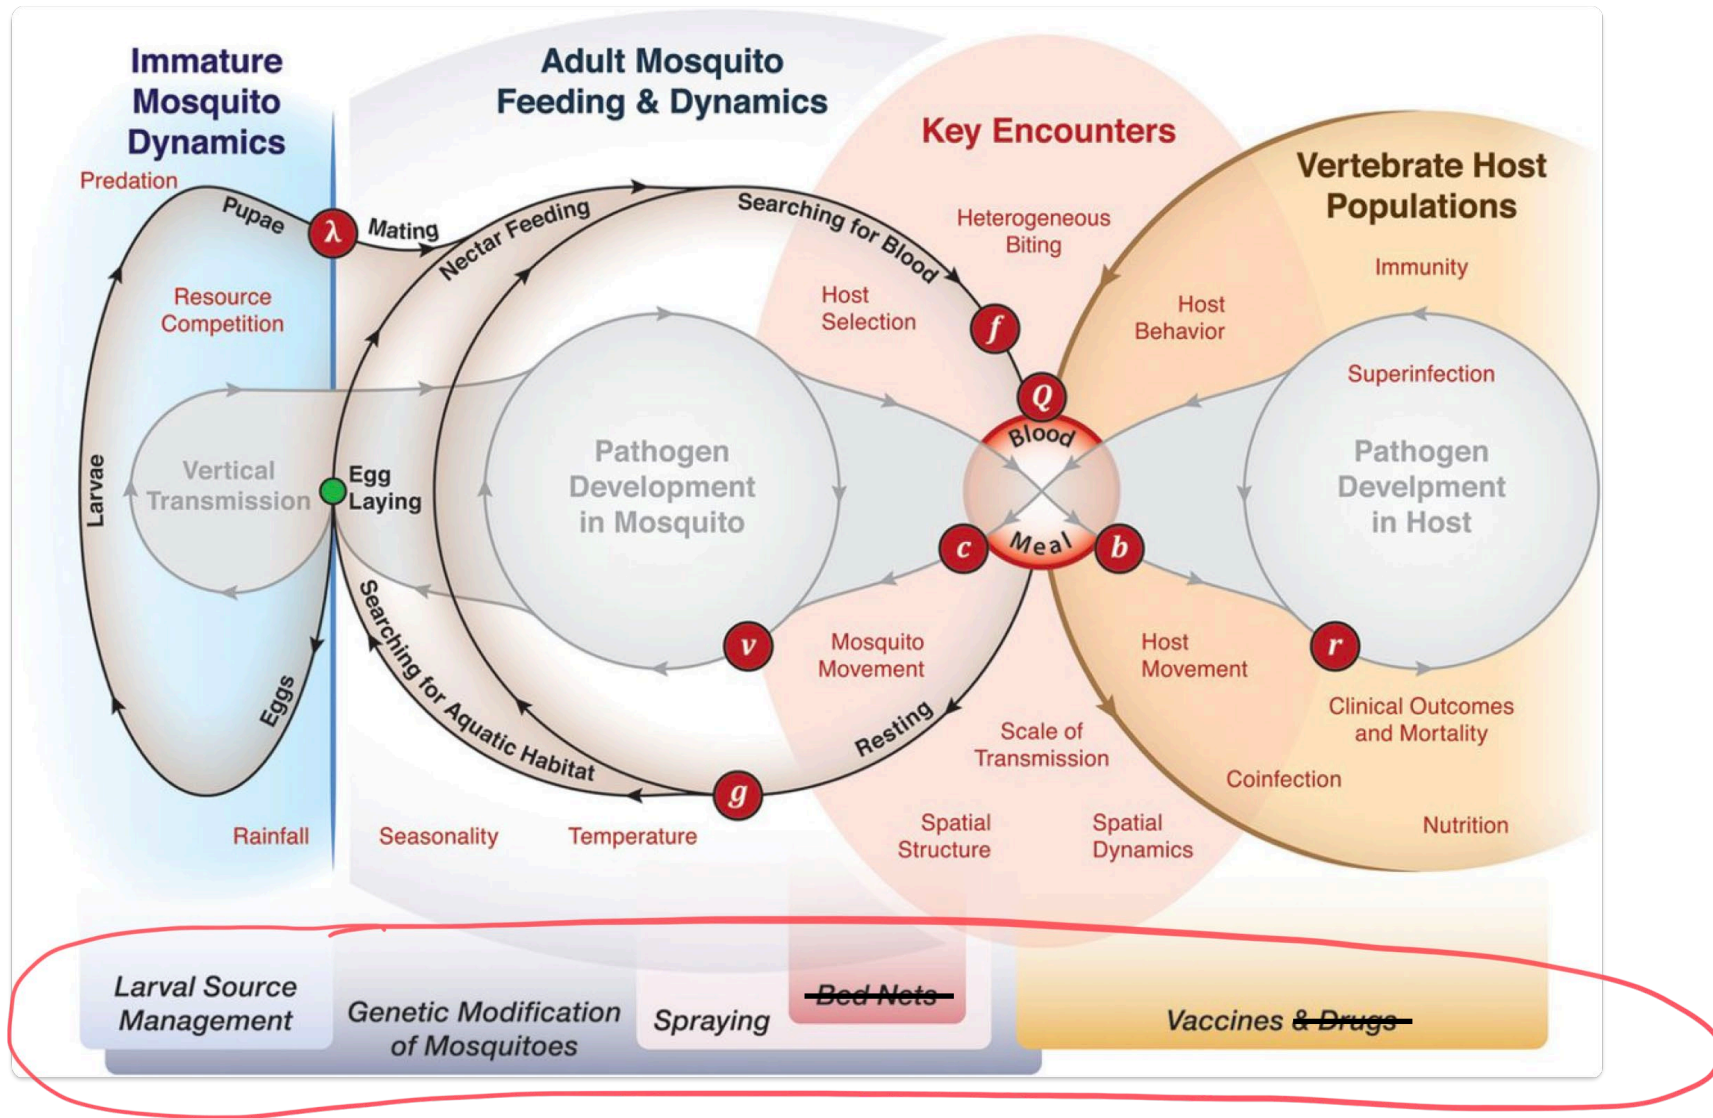 Immature
Mosquito
Dynamics
Adult Mosquito
Feeding & Dynamics
Key Encounters
Vertebrate Host
Populations
Predation
Pupae
λ
Mating
Nectar Feeding
Searching for Blood
Heterogeneous
Biting
Immunity
Resource
Competition
Host
Selection
f
Host
Behavior
Superinfection
Q
Blood
Larvae
Vertical
Transmission
Egg
Laying
Pathogen
Development
in Mosquito
Pathogen
Develpment
in Host
c
Meal
b
Searching for Aquatic Habitat
v
Mosquito
Movement
Host
Movement
r
Eggs
Resting
Scale of
Transmission
Clinical Outcomes
and Mortality
g
Coinfection
Rainfall
Seasonality
Temperature
Spatial
Structure
Spatial
Dynamics
Nutrition
Larval Source
Management
Genetic Modification
of Mosquitoes
Spraying
Bed Nets
Vaccines & Drugs